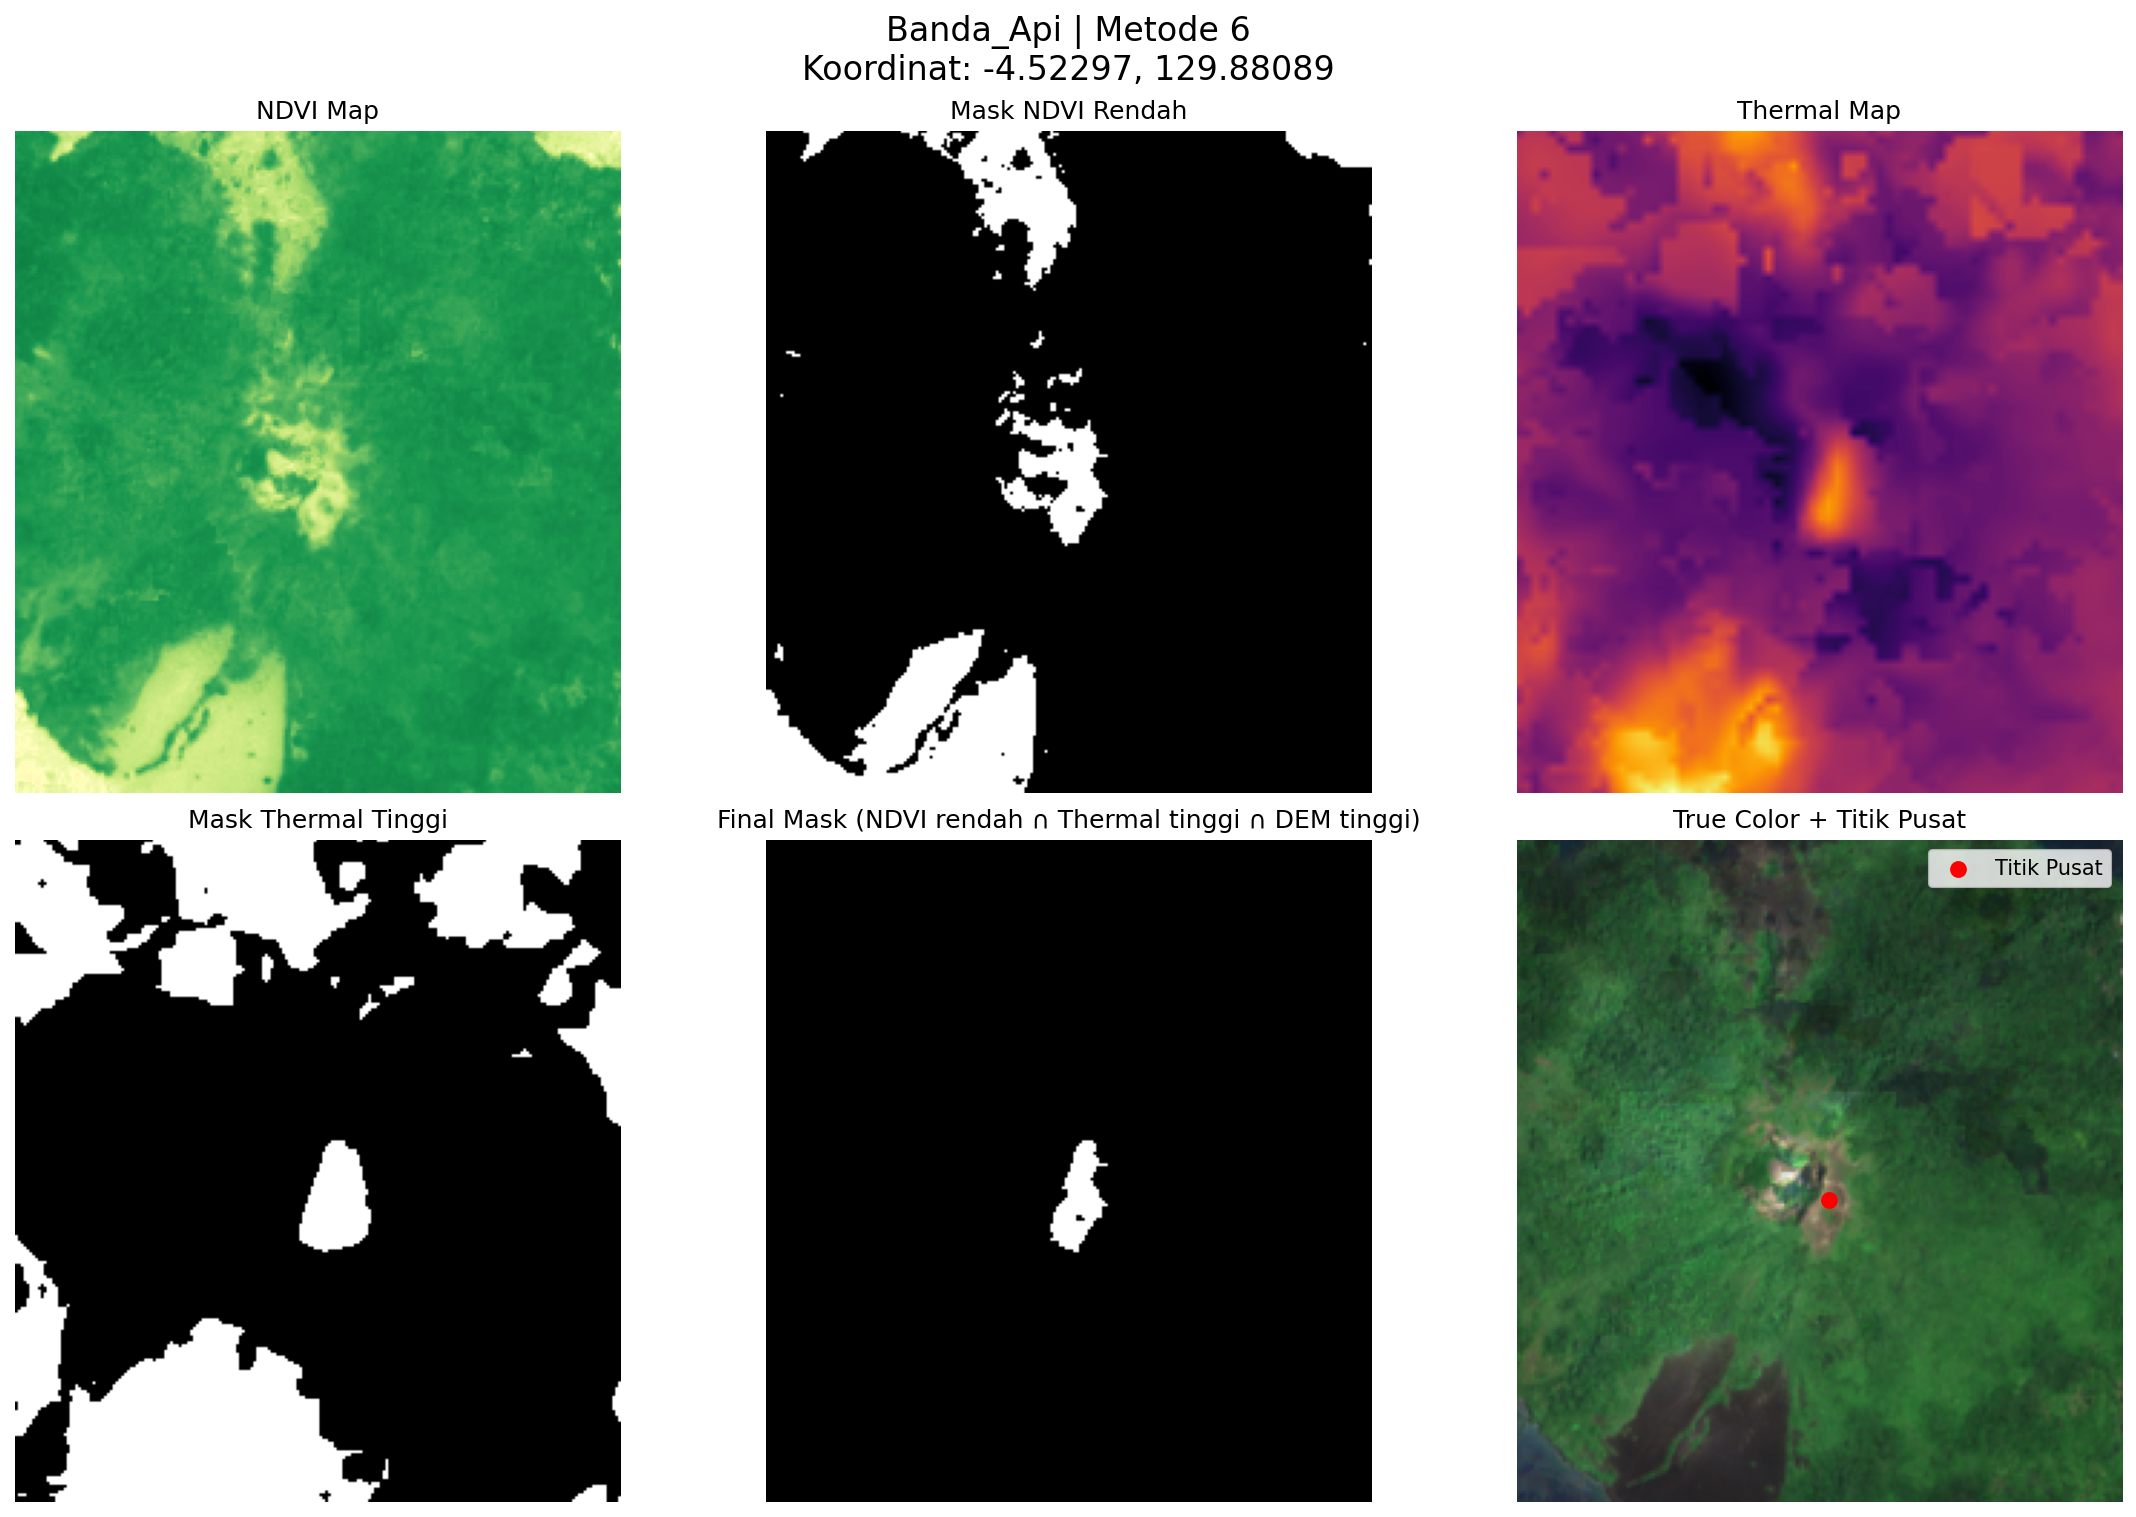 Banda_Api | Metode 6
Koordinat: -4.52297, 129.88089
NDVI Map
Mask NDVI Rendah
Thermal Map
Mask Thermal Tinggi
Final Mask (NDVI rendah ∩ Thermal tinggi ∩ DEM tinggi)
True Color + Titik Pusat
Titik Pusat